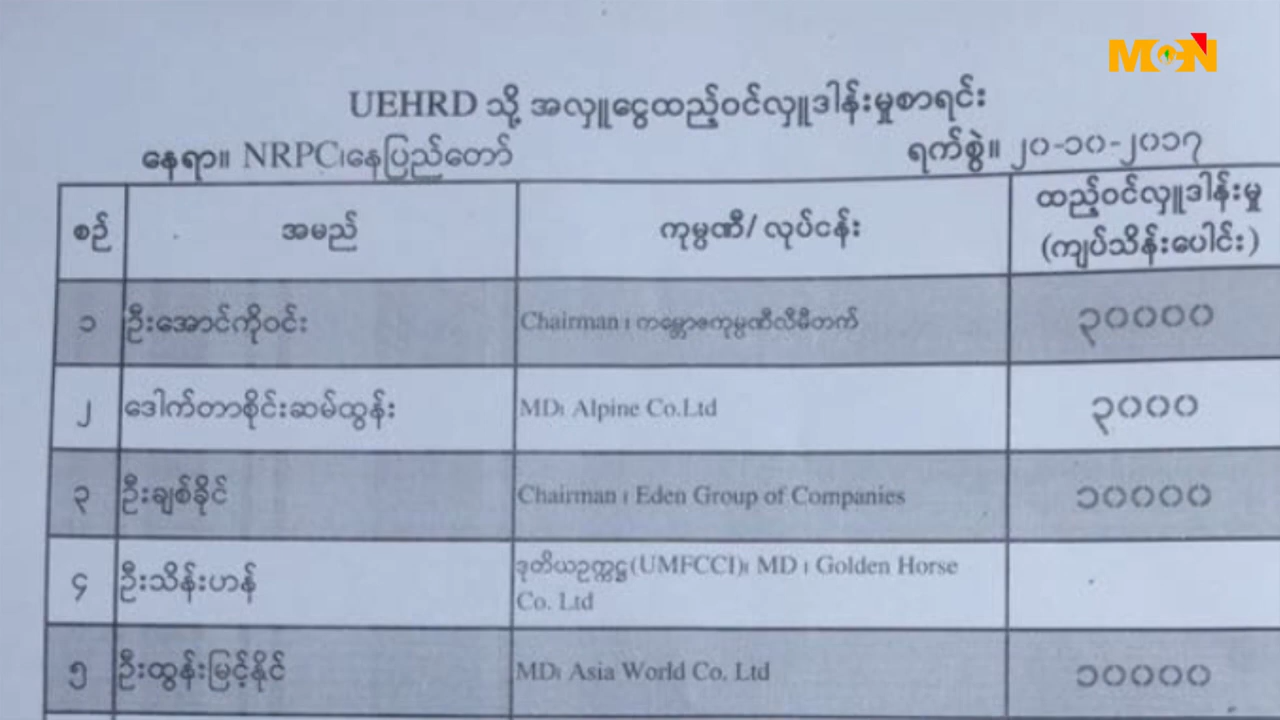 MCN
UEHRD သို့ အလှူငွေထည့်ဝင်လှူဒါန်းမှုစာရင်း
နေရာ။ NRPC၊နေပြည်တော် ရက်စွဲ။ ၂၀-၁၀-၂၀၁၇
စဉ် အမည် ကုမ္ပဏီ/ လုပ်ငန်း ထည့်ဝင်လှူဒါန်းမှု
(ကျပ်သိန်းပေါင်း)
၁ ဦးအောင်ကိုဝင်း Chairman ၊ ကမ္ဘောဇကုမ္ပဏီလီမိတက် ၃၀၀၀၀
၂ ဒေါက်တာစိုင်းဆမ်ထွန်း MD၊ Alpine Co.Ltd ၃၀၀၀
၃ ဦးချစ်ခိုင် Chairman ၊ Eden Group of Companies ၁၀၀၀၀
၄ ဦးသိန်းဟန် ဒုတိယဥက္ကဋ္ဌ(UMFCCI)၊ MD ၊ Golden Horse
Co. Ltd
၅ ဦးထွန်းမြင့်နိုင် MD၊ Asia World Co. Ltd ၁၀၀၀၀